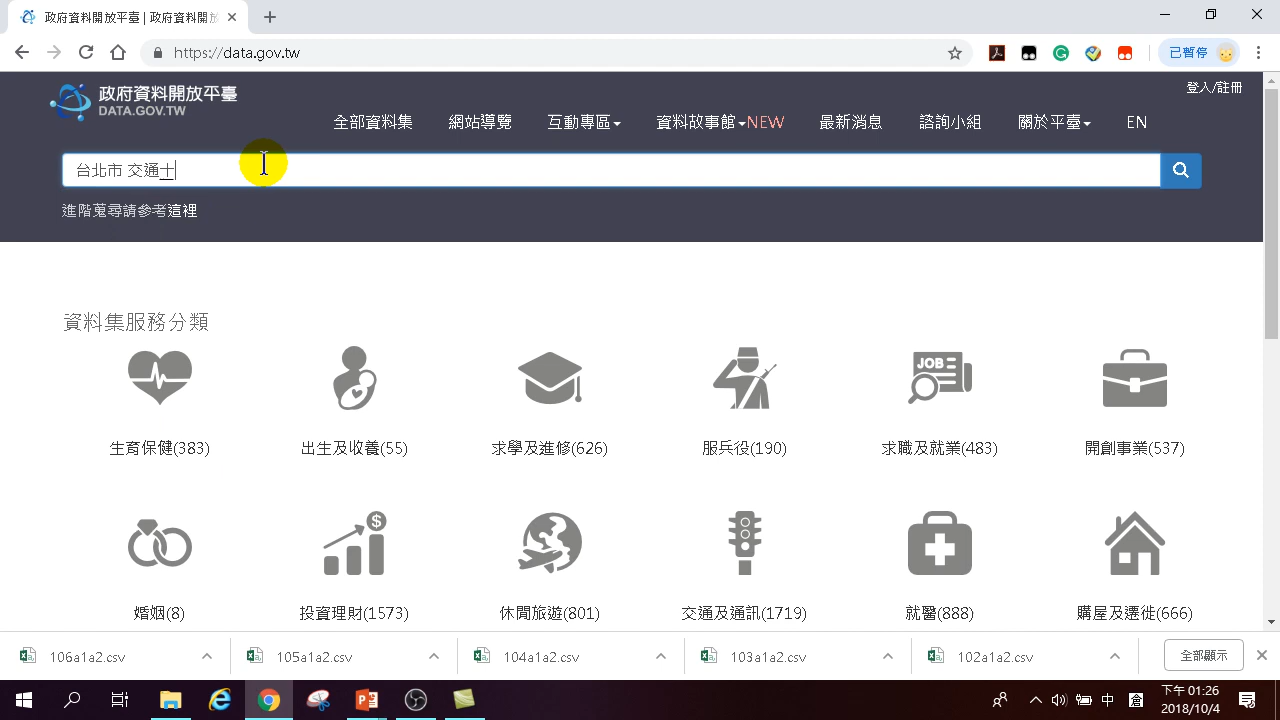 政府資料開放平臺 | 政府資料開放
https://data.gov.tw
已暫停
登入/註冊
政府資料開放平臺
DATA.GOV.TW
全部資料集 網站導覽 互動專區 資料故事館 NEW 最新消息 諮詢小組 關於平臺 EN
台北市 交通士
進階蒐尋請參考這裡
資料集服務分類
JOB
生育保健(383) 出生及收養(55) 求學及進修(626) 服兵役(190) 求職及就業(483) 開創事業(537)
$
婚姻(8) 投資理財(1573) 休閒旅遊(801) 交通及通訊(1719) 就醫(888) 購屋及遷徙(666)
106a1a2.csv 105a1a2.csv 104a1a2.csv 103a1a2.csv 102a1a2.csv 全部顯示
中 倉 下午 01:26
2018/10/4